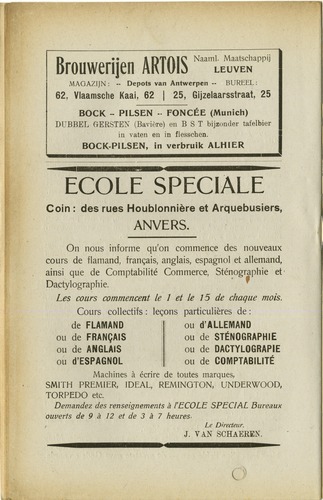 Brouwerijen ARTOIS Naaml. Maatschappij
LEUVEN
MAGAZIJN: -- Depots van Antwerpen -- BUREEL:
62, Vlaamsche Kaai, 62 | 25, Gijzelaarsstraat, 25
BOCK - PILSEN - FONCÉE (Munich)
DUBBEL GERSTEN (Bavière) en B S T bijzonder tafelbier
in vaten en in flesschen.
BOCK-PILSEN, in verbruik ALHIER
ECOLE SPECIALE
Coin: des rues Houblonnière et Arquebusiers,
ANVERS.
On nous informe qu'on commence des nouveaux
cours de flamand, français, anglais, espagnol et allemand,
ainsi que de Comptabilité Commerce, Sténographie et
Dactylographie.
Les cours commencent le 1 et le 15 de chaque mois.
Cours collectifs: leçons particulières de:
de FLAMAND ou d'ALLEMAND
ou de FRANÇAIS ou de STÉNOGRAPHIE
ou de ANGLAIS ou de DACTYLOGRAPIE
ou d'ESPAGNOL ou de COMPTABILITÉ
Machines à écrire de toutes marques.
SMITH PREMIER, IDEAL, REMINGTON, UNDERWOOD,
TORPEDO etc.
Demandez des renseignements à l'ECOLE SPECIAL Bureaux
ouverts de 9 à 12 et de 3 à 7 heures.
Le Directeur,
J. VAN SCHAEREN.